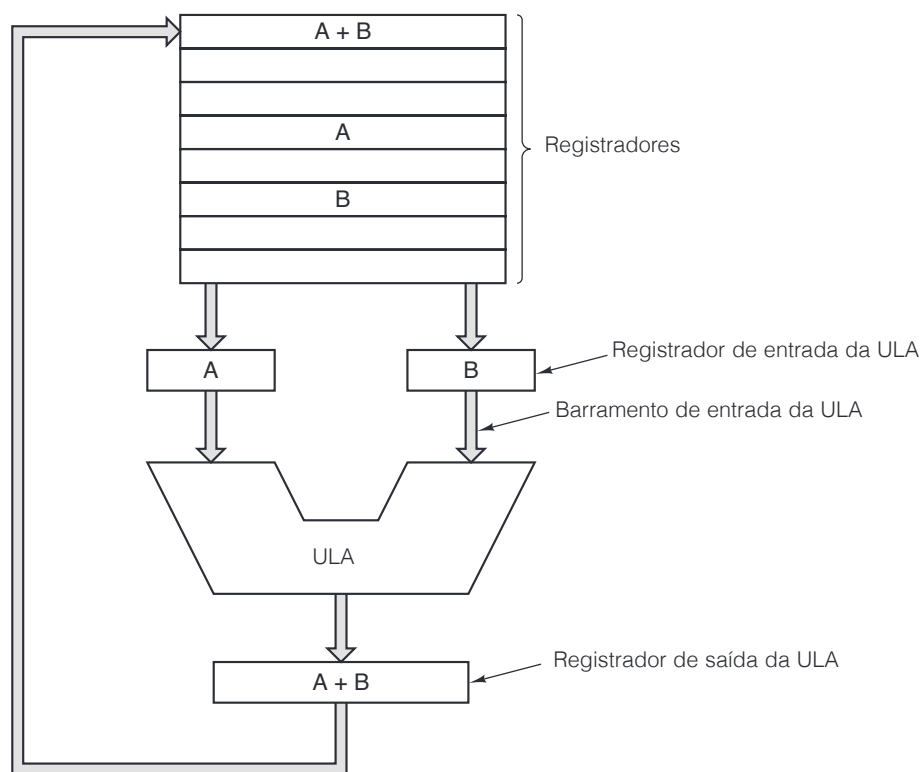 A + B
A
Registradores
B
Registrador de entrada da ULA
A
B
Barramento de entrada da ULA
ULA
Registrador de saída da ULA
A + B